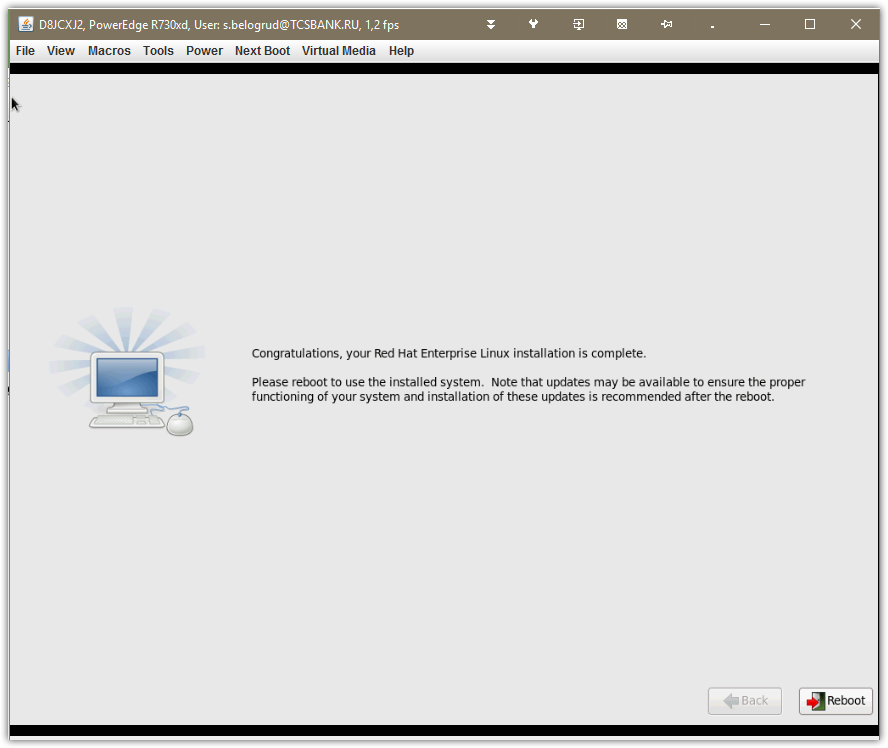 D8JCXJ2, PowerEdge R730xd, User: s.belogrud@TCSBANK.RU, 1,2 fps
File View Macros Tools Power Next Boot Virtual Media Help
Congratulations, your Red Hat Enterprise Linux installation is complete.
Please reboot to use the installed system.  Note that updates may be available to ensure the proper
functioning of your system and installation of these updates is recommended after the reboot.
Back Reboot